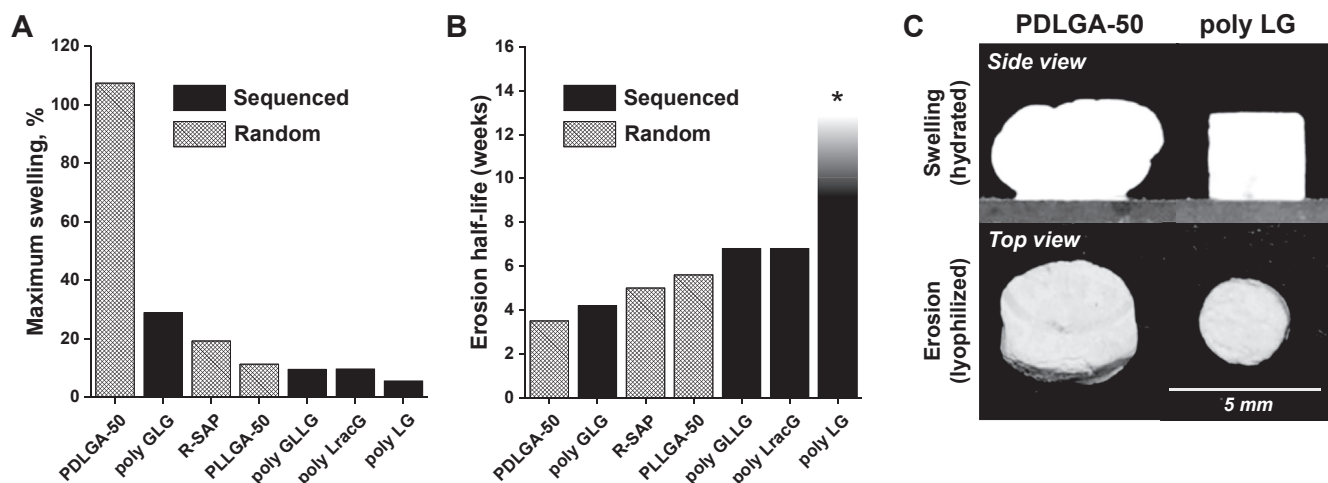 A
Maximum swelling, %
120
100
80
60
40
20
0
Sequenced
Random
PDLGA-50
poly GLG
R-SAP
PLLGA-50
poly GLLG
poly LracG
poly LG
B
Erosion half-life (weeks)
16
14
12
10
8
6
4
2
0
Sequenced
Random
*
PDLGA-50
poly GLG
R-SAP
PLLGA-50
poly GLLG
poly LracG
poly LG
C
PDLGA-50 poly LG
Swelling
(hydrated)
Side view
Erosion
(lyophilized)
Top view
5 mm